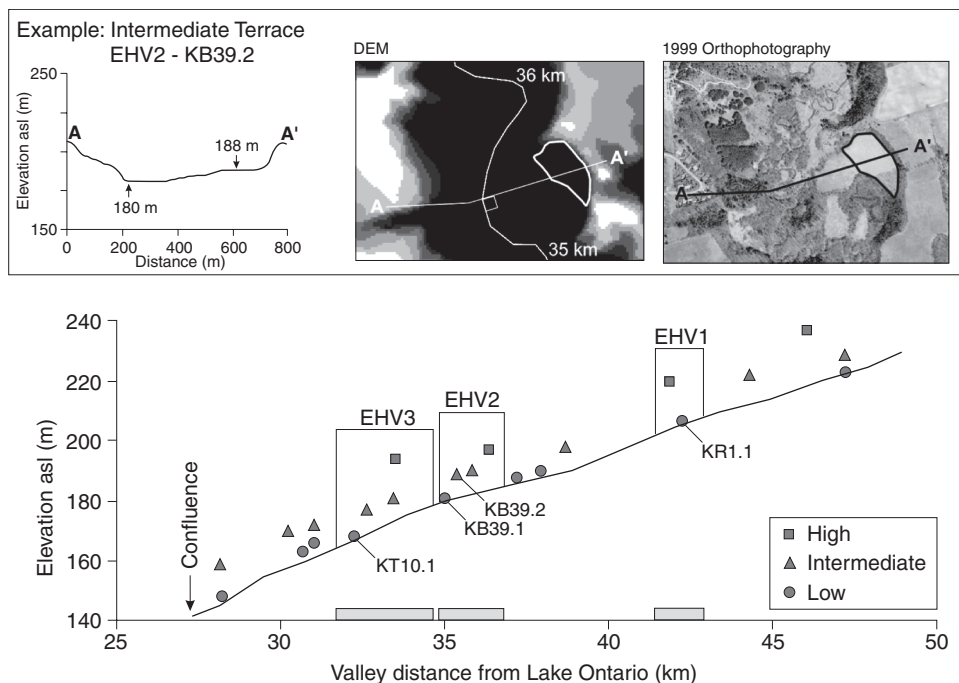 Example: Intermediate Terrace
EHV2 - KB39.2
250
150
Elevation asl (m)
A
A'
188 m
180 m
0
200
400
600
800
Distance (m)
DEM
36 km
A'
A
35 km
1999 Orthophotography
A'
A
240
220
200
180
160
140
Elevation asl (m)
Confluence
EHV3
EHV2
EHV1
KR1.1
KB39.2
KB39.1
KT10.1
High
Intermediate
Low
25
30
35
40
45
50
Valley distance from Lake Ontario (km)